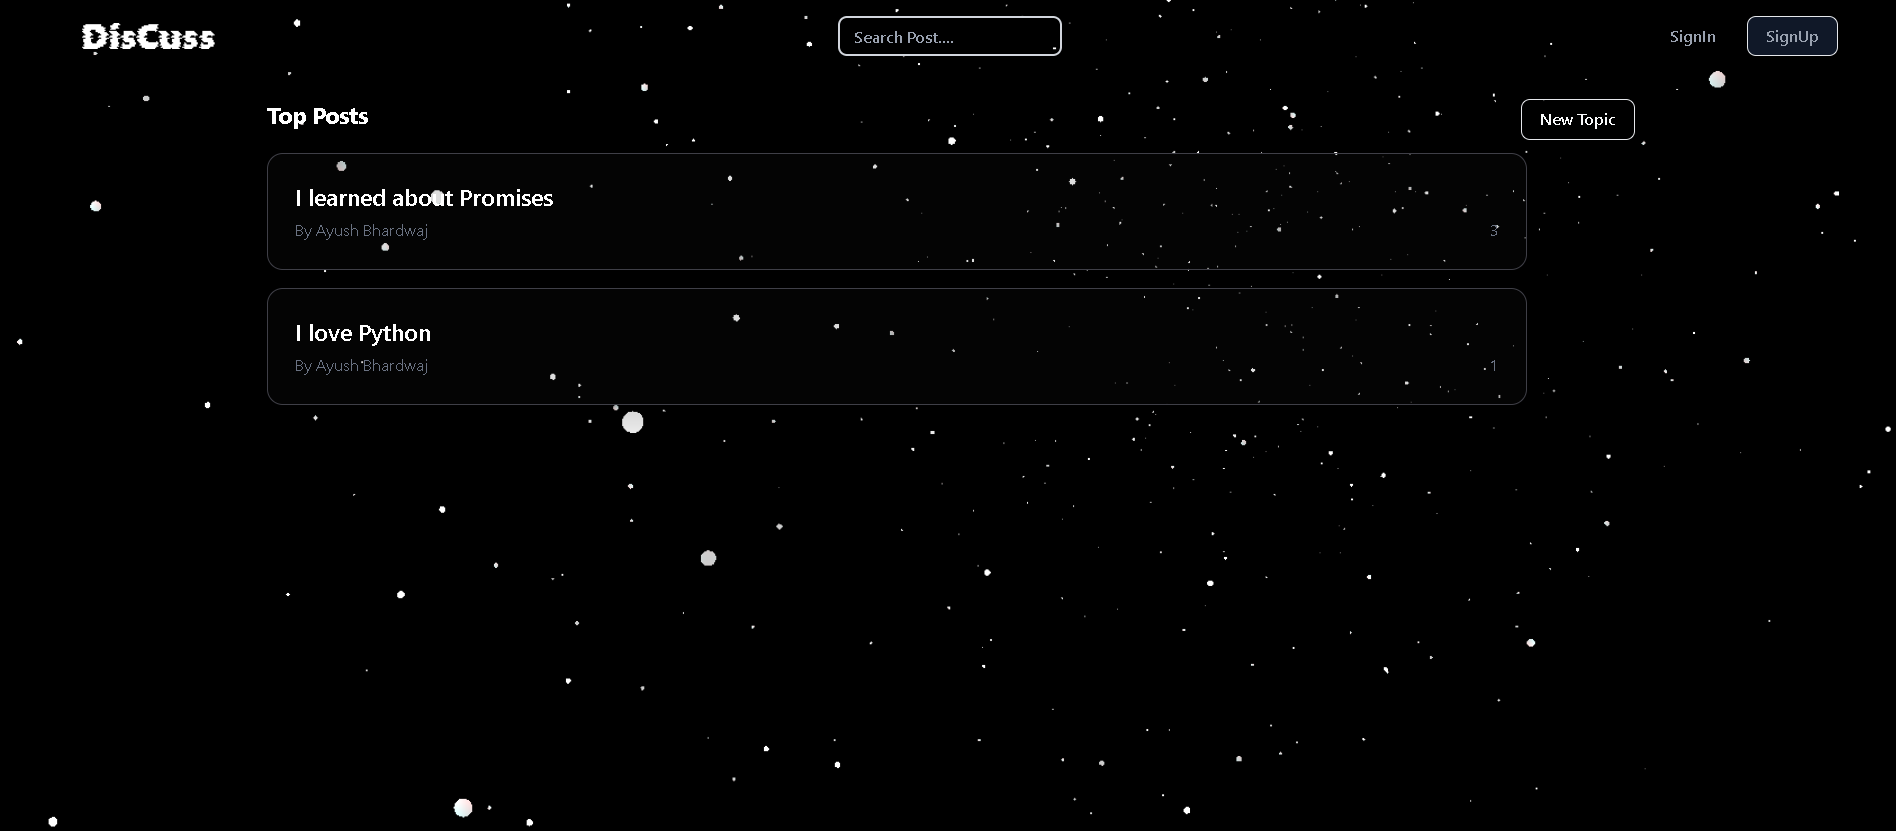 DisCuss
Search Post....
SignIn
SignUp
Top Posts
New Topic
I learned about Promises
By Ayush Bhardwaj
3
I love Python
By Ayush Bhardwaj
1